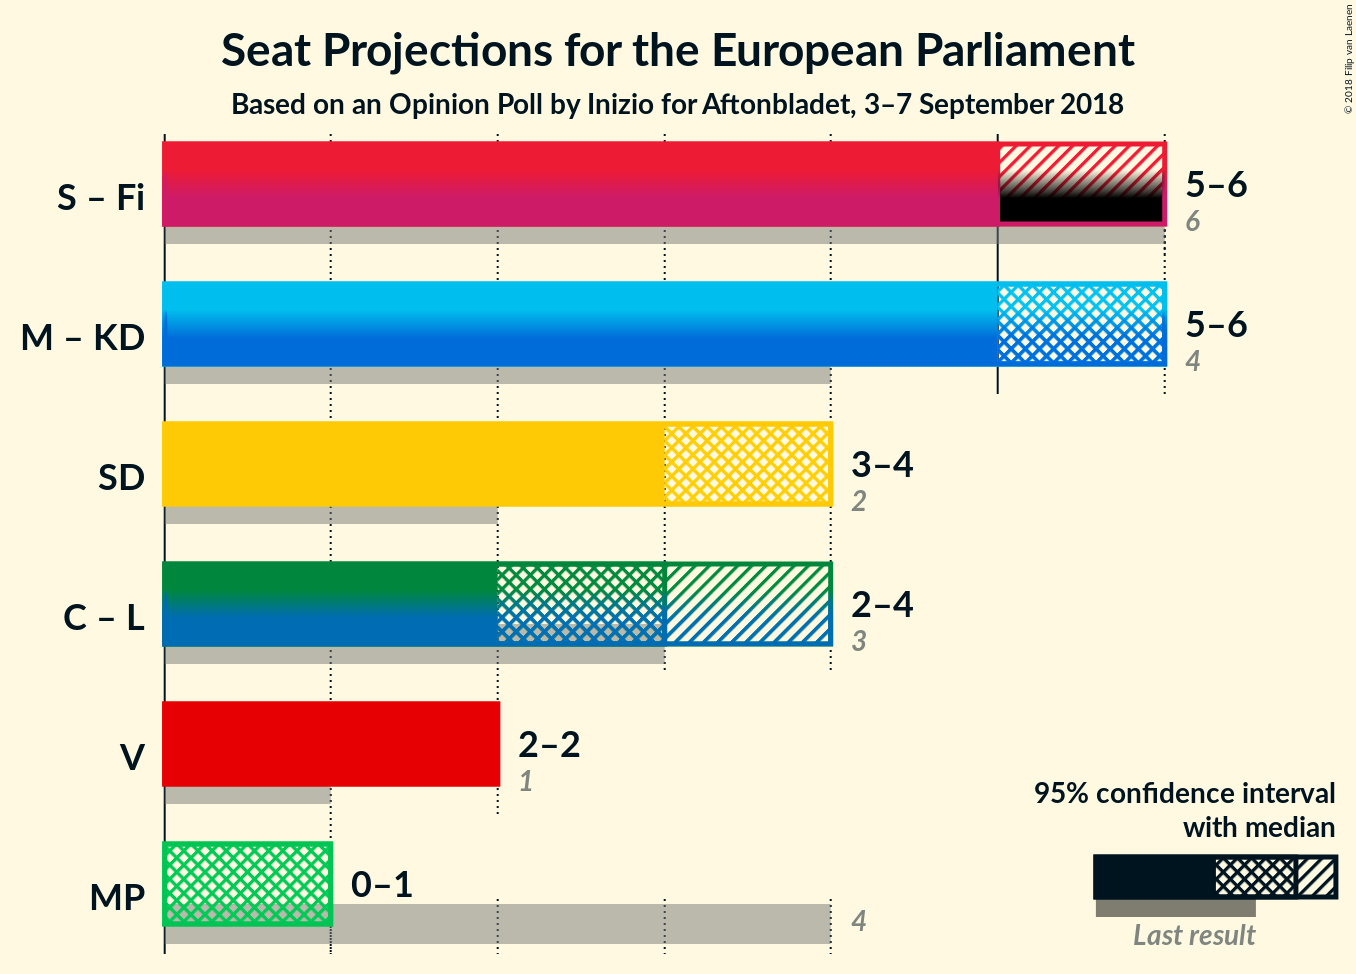 Seat Projections for the European Parliament
Based on an Opinion Poll by Inizio for Aftonbladet, 3–7 September 2018
© 2018 Filip van Laenen
S – Fi
5–6
6
M – KD
5–6
4
SD
3–4
2
C – L
2–4
3
V
2–2
1
MP
0–1
4
95% confidence interval
with median
Last result